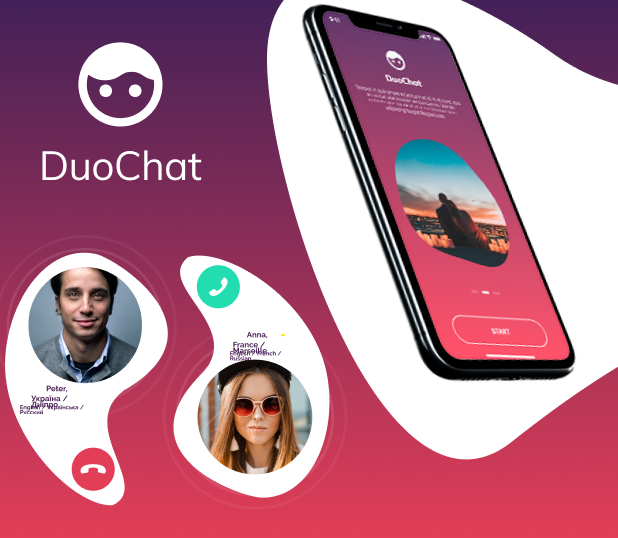 DuoChat
DuoChat
START
Peter,
Україна /
Дніпро
English / Українська /
Русский
Anna,
France /
Marseille
English / French /
Russian